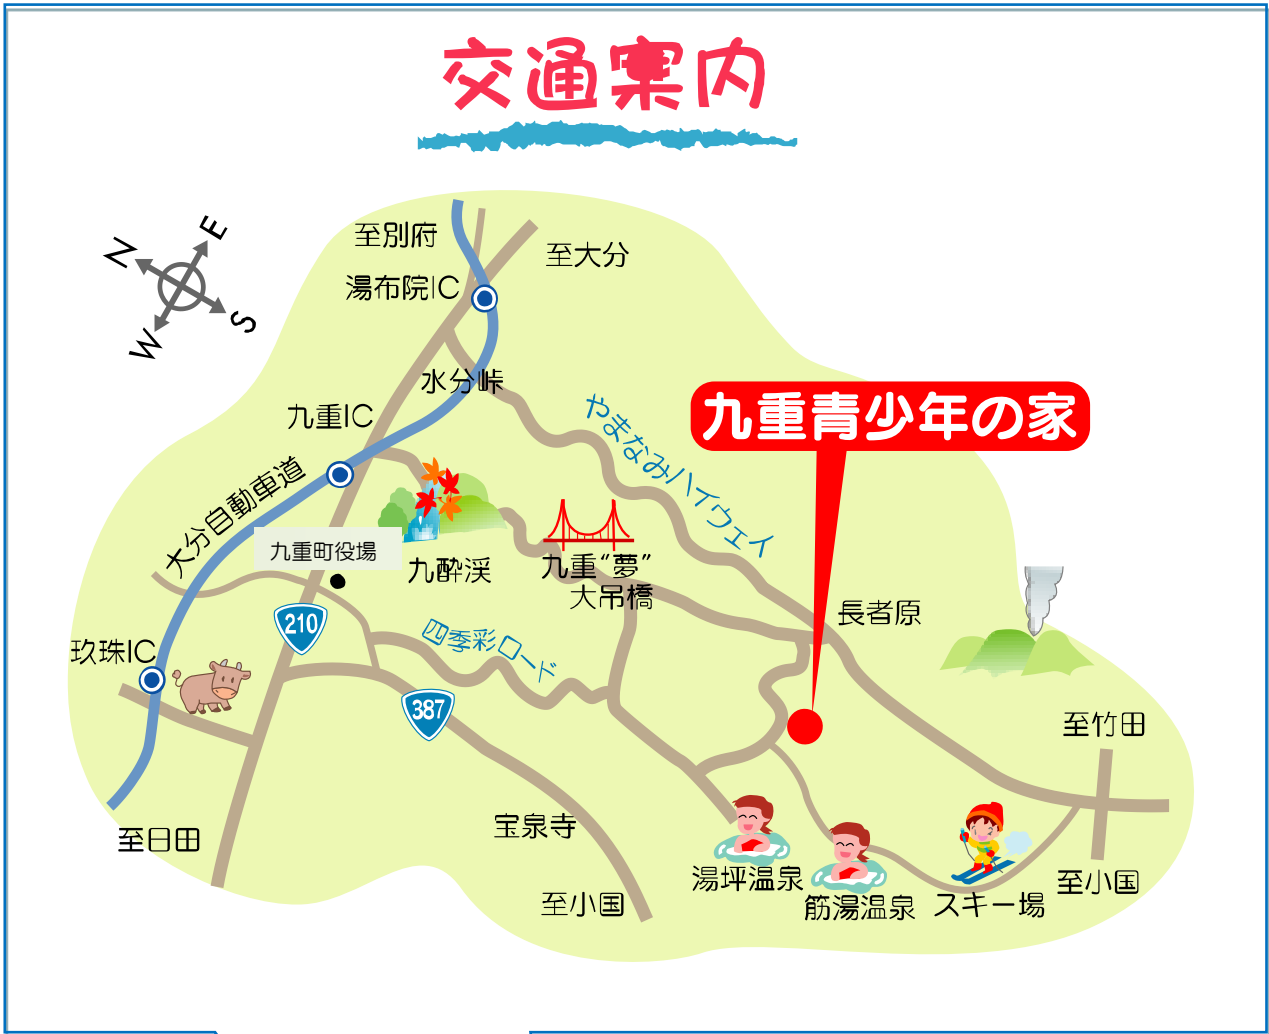 交通案内
N
E
S
W
至別府
至大分
湯布院IC
水分峠
九重IC
九重青少年の家
やまなみハイウェイ
大分自動車道
九重町役場
九酔渓
九重“夢”
大吊橋
長者原
210
四季彩ロード
玖珠IC
387
至竹田
至日田
宝泉寺
湯坪温泉
筋湯温泉
スキー場
至小国
至小国